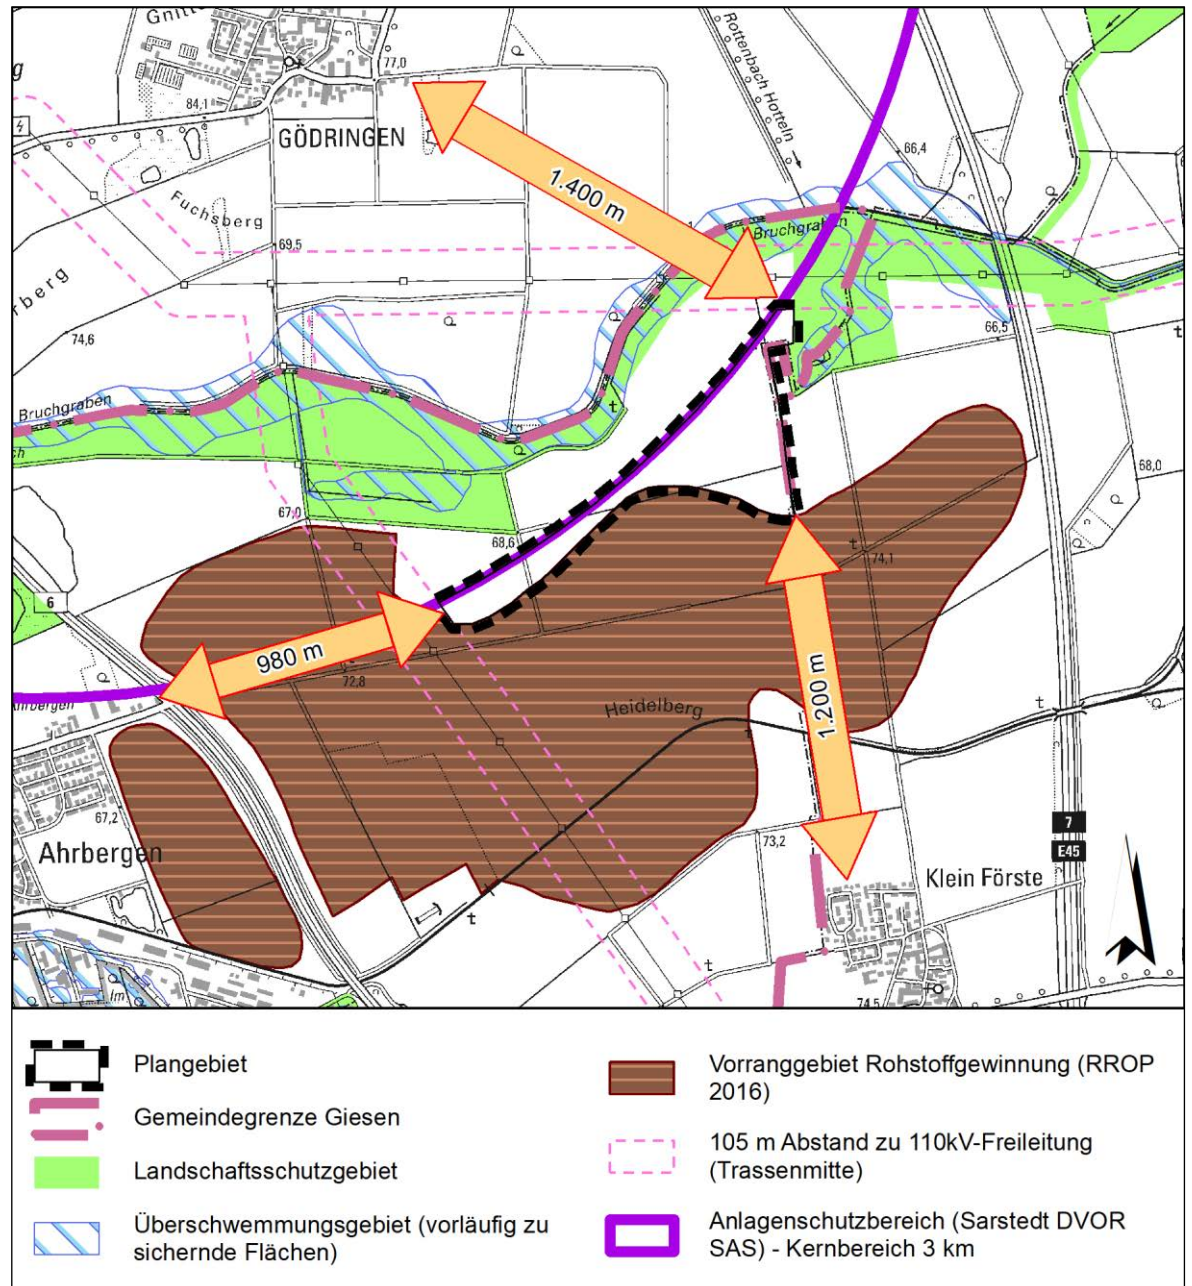 77,0
84,1
GÖDRINGEN
Rottenbach Hotteln
66,4
1.400 m
Fuchsberg
69,5
Bruchgraben
74,6
66,5
Bruchgraben
67,0
68,6
68,0
74,1
6
980 m
72,8
1.200 m
Heidelberg
67,2
Ahrbergen
7
E45
73,2
Klein Förste
74,5
Plangebiet
Gemeindegrenze Giesen
Landschaftsschutzgebiet
Überschwemmungsgebiet (vorläufig zu
sichernde Flächen)
Vorranggebiet Rohstoffgewinnung (RROP
2016)
105 m Abstand zu 110kV-Freileitung
(Trassenmitte)
Anlagenschutzbereich (Sarstedt DVOR
SAS) - Kernbereich 3 km